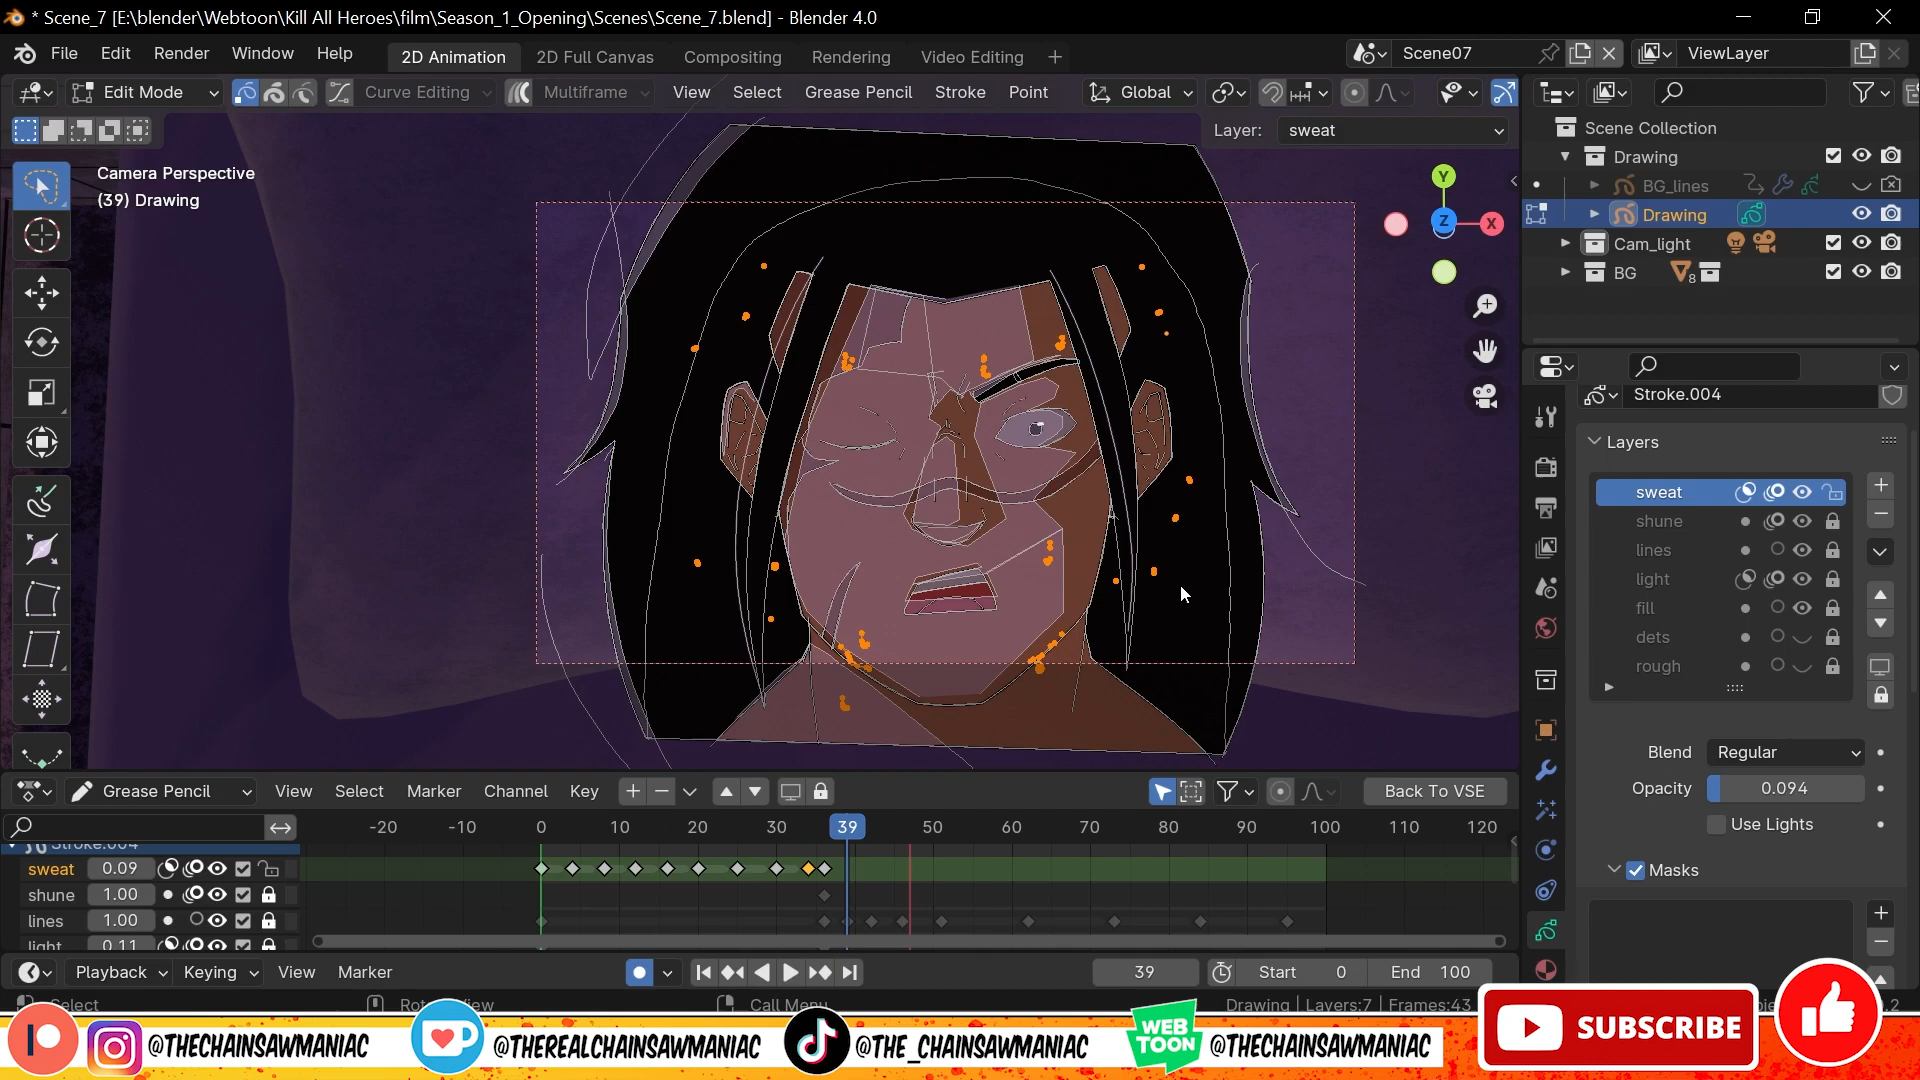 * Scene_7 [E:\blender\Webtoon\Kill All Heroes\film\Season_1_Opening\Scenes\Scene_7.blend] - Blender 4.0
File Edit Render Window Help 2D Animation 2D Full Canvas Compositing Rendering Video Editing + Scene07 ViewLayer
Edit Mode Curve Editing Multiframe View Select Grease Pencil Stroke Point Global
Layer: sweat
Scene Collection
Camera Perspective
(39) Drawing
Drawing
BG_lines
Drawing
Cam_light
BG 8
Y
Z
X
Stroke.004
Layers
sweat
shune
lines
light
fill
dets
rough
Blend Regular
Opacity 0.094
Use Lights
Masks
Grease Pencil View Select Marker Channel Key Back To VSE
-20 -10 0 10 20 30 39 50 60 70 80 90 100 110 120
sweat 0.09
shune 1.00
lines 1.00
light 0.11
Playback Keying View Marker 39 Start 0 End 100
Select Call Menu Drawing | Layers:7 | Frames:43
@THECHAINSAWMANIAC @THEREALCHAINSAWMANIAC @THE_CHAINSAWMANIAC WEB TOON @THECHAINSAWMANIAC SUBSCRIBE